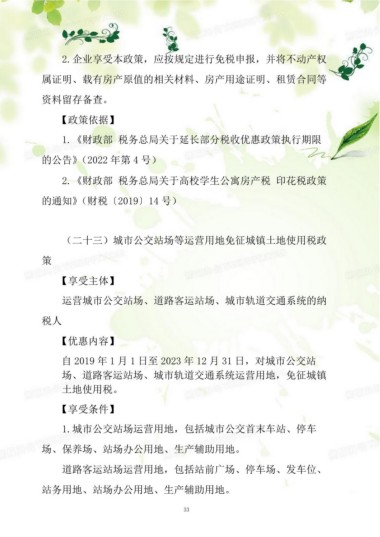 2.企业享受本政策，应按规定进行免税申报，并将不动产权
属证明、载有房产原值的相关材料、房产用途证明、租赁合同等
资料留存备查。
【政策依据】
1.《财政部 税务总局关于延长部分税收优惠政策执行期限
的公告》（2022 年第 4 号）
2.《财政部 税务总局关于高校学生公寓房产税 印花税政策
的通知》（财税〔2019〕14 号）
（二十三）城市公交站场等运营用地免征城镇土地使用税政
策
【享受主体】
运营城市公交站场、道路客运站场、城市轨道交通系统的纳
税人
【优惠内容】
自 2019 年 1 月 1 日至 2023 年 12 月 31 日，对城市公交站
场、道路客运站场、城市轨道交通系统运营用地，免征城镇
土地使用税。
【享受条件】
1.城市公交站场运营用地，包括城市公交首末车站、停车
场、保养场、站场办公用地、生产辅助用地。
道路客运站场运营用地，包括站前广场、停车场、发车位、
站务用地、站场办公用地、生产辅助用地。
33